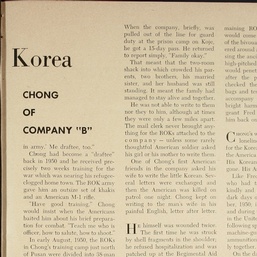 Korea
CHONG
OF
COMPANY "B"
in army.' Me draftee, too."
Chong had become a "draftee"
back in 1950 and he received pre-
cisely two weeks training for the
war which was nearing his refugee-
clogged home town. The ROK army
gave him an outsize set of khakis
and an American M-1 rifle.
"Have good training," Chong
would insist when the Americans
baited him about his brief prepara-
tion for combat. "Teach me who is
officer, how to salute, how to shoot."
In early August, 1950, the ROKs
in Chong's training camp just north
of Pusan were divided into 39-man
When the company, briefly, was
pulled out of the line for guard
duty at the prison camp on Koje,
he got a 15-day pass. He returned
to report simply, "Family okay."
That meant that the two-room
shack into which crowded his par-
ents, two brothers, his married
sister, and her husband was still
standing. It meant the family had
managed to stay alive and together.
He was not able to write to them
nor they to him, although at times
they were only a few miles apart.
The mail clerk never brought any-
thing for the ROKs attached to the
company — unless some rarely
thoughtful American soldier asked
his gal or his mother to write them.
One of Chong's first American
friends in the company asked his
wife to write the little Korean. Sev-
eral letters were exchanged and
then the American was killed on
patrol one night. Chong kept on
writing to the man's wife in his
painful English, letter after letter.
He himself was wounded twice.
The first time he was struck
by shell fragments in the shoulder;
he refused hospitalization and was
patched up at the Regimental Aid